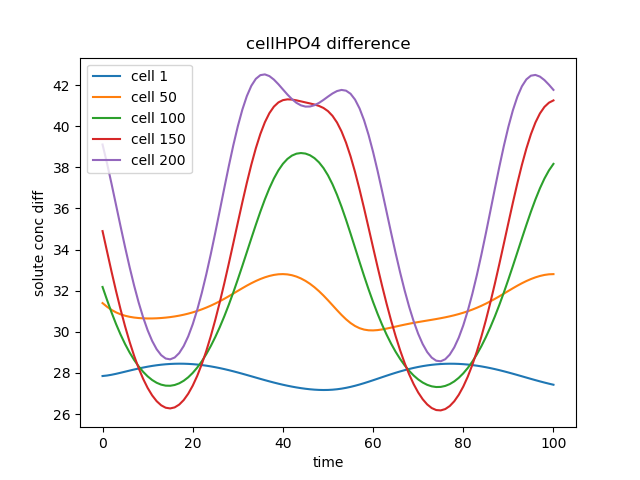 cellHPO4 difference
cell 1
cell 50
cell 100
cell 150
cell 200
solute conc diff
42
40
38
36
34
32
30
28
26
0 20 40 60 80 100
time